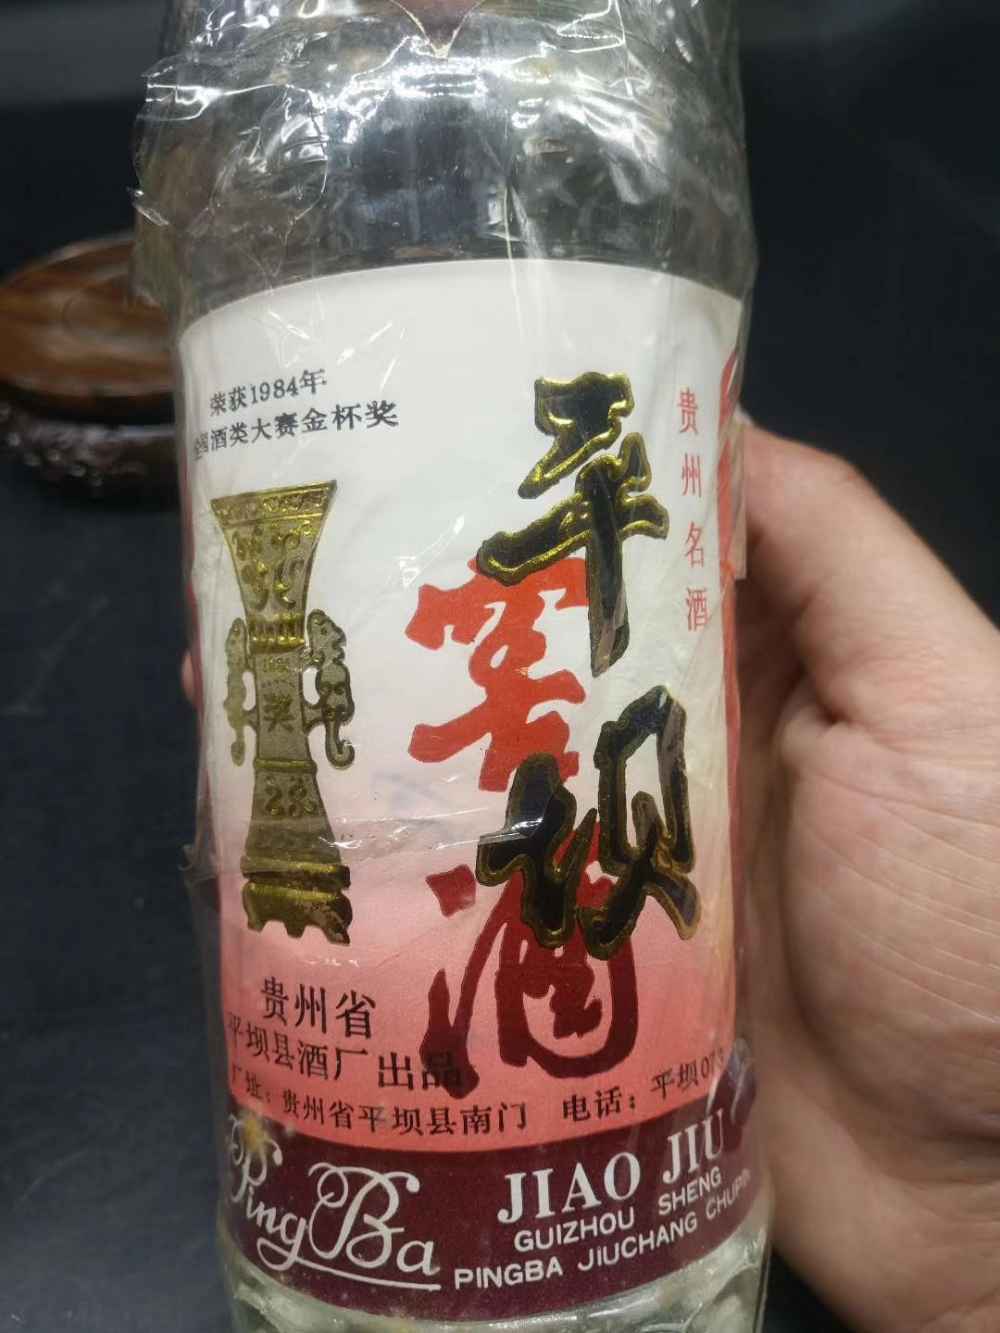 荣获1984年
酒类大赛金杯奖
奖
贵州名酒
平坝
窖酒
贵州省
平坝县酒厂出品
厂址：贵州省平坝县南门 电话：平坝07
PingBa
JIAO JIU
GUIZHOU SHENG
PINGBA JIUCHANG